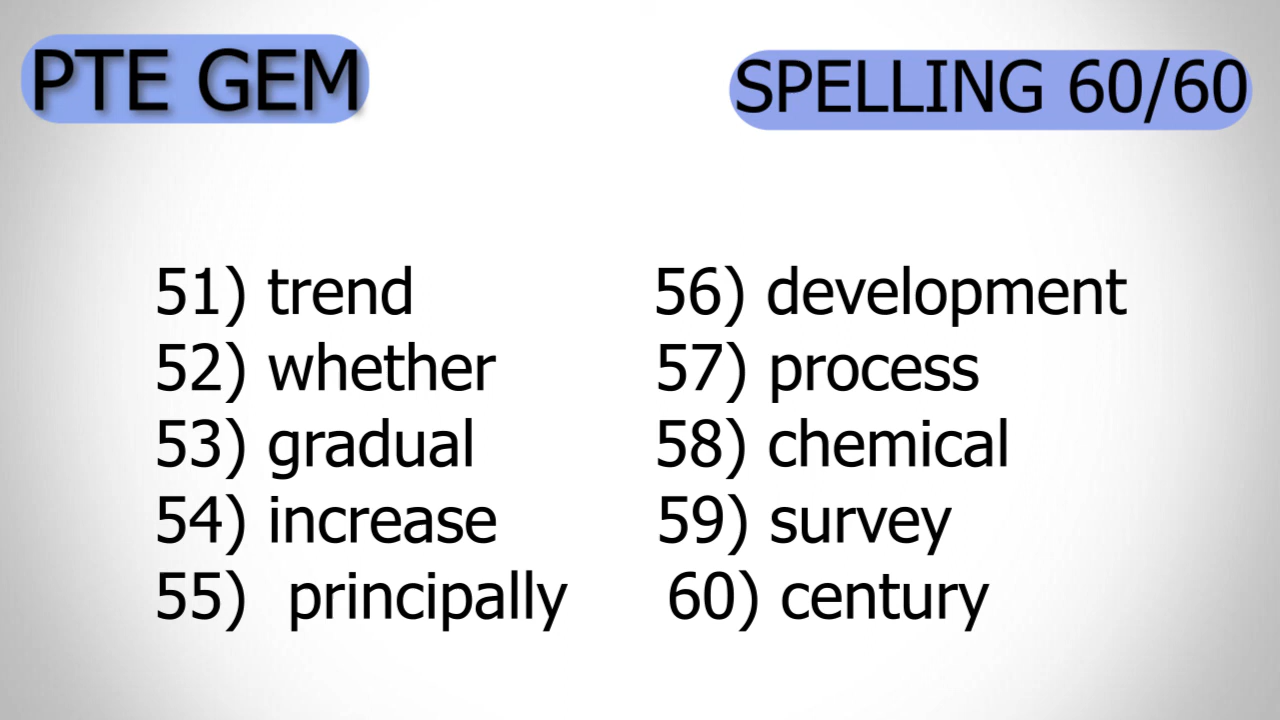 PTE GEM
SPELLING 60/60
51) trend
52) whether
53) gradual
54) increase
55) principally
56) development
57) process
58) chemical
59) survey
60) century